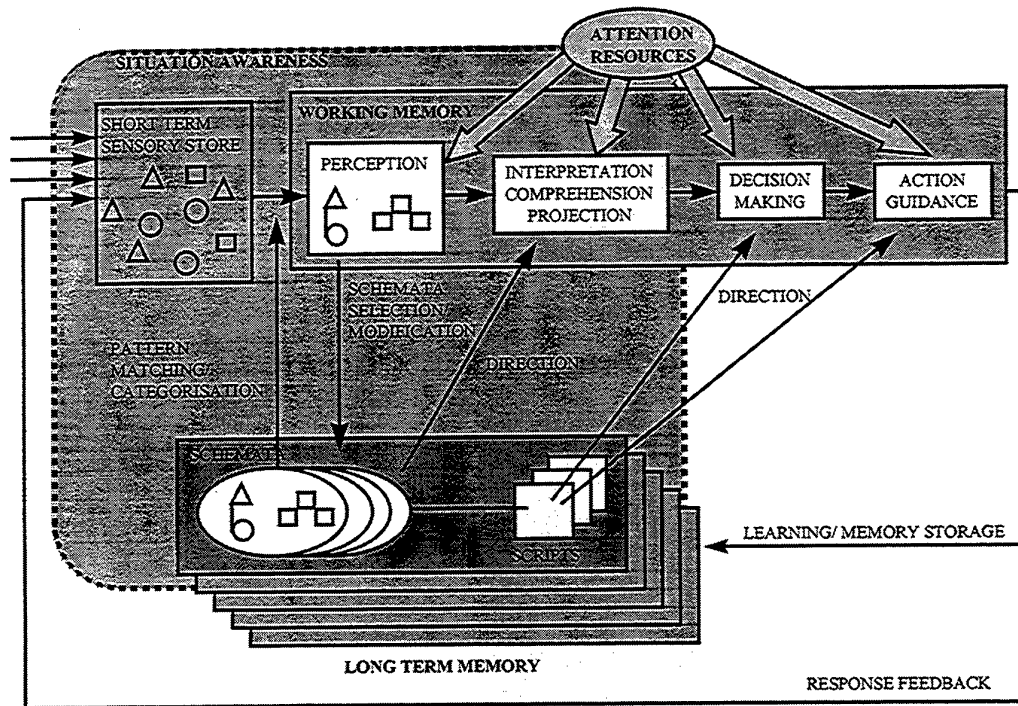 ATTENTION
RESOURCES
SITUATION AWARENESS
SHORT TERM
SENSORY STORE
WORKING MEMORY
PERCEPTION
INTERPRETATION
COMPREHENSION
PROJECTION
DECISION
MAKING
ACTION
GUIDANCE
SCHEMATA
SELECTION/
MODIFICATION
DIRECTION
DIRECTION
PATTERN
MATCHING/
CATEGORISATION
SCHEMATA
SCRIPTS
LEARNING/ MEMORY STORAGE
LONG TERM MEMORY
RESPONSE FEEDBACK